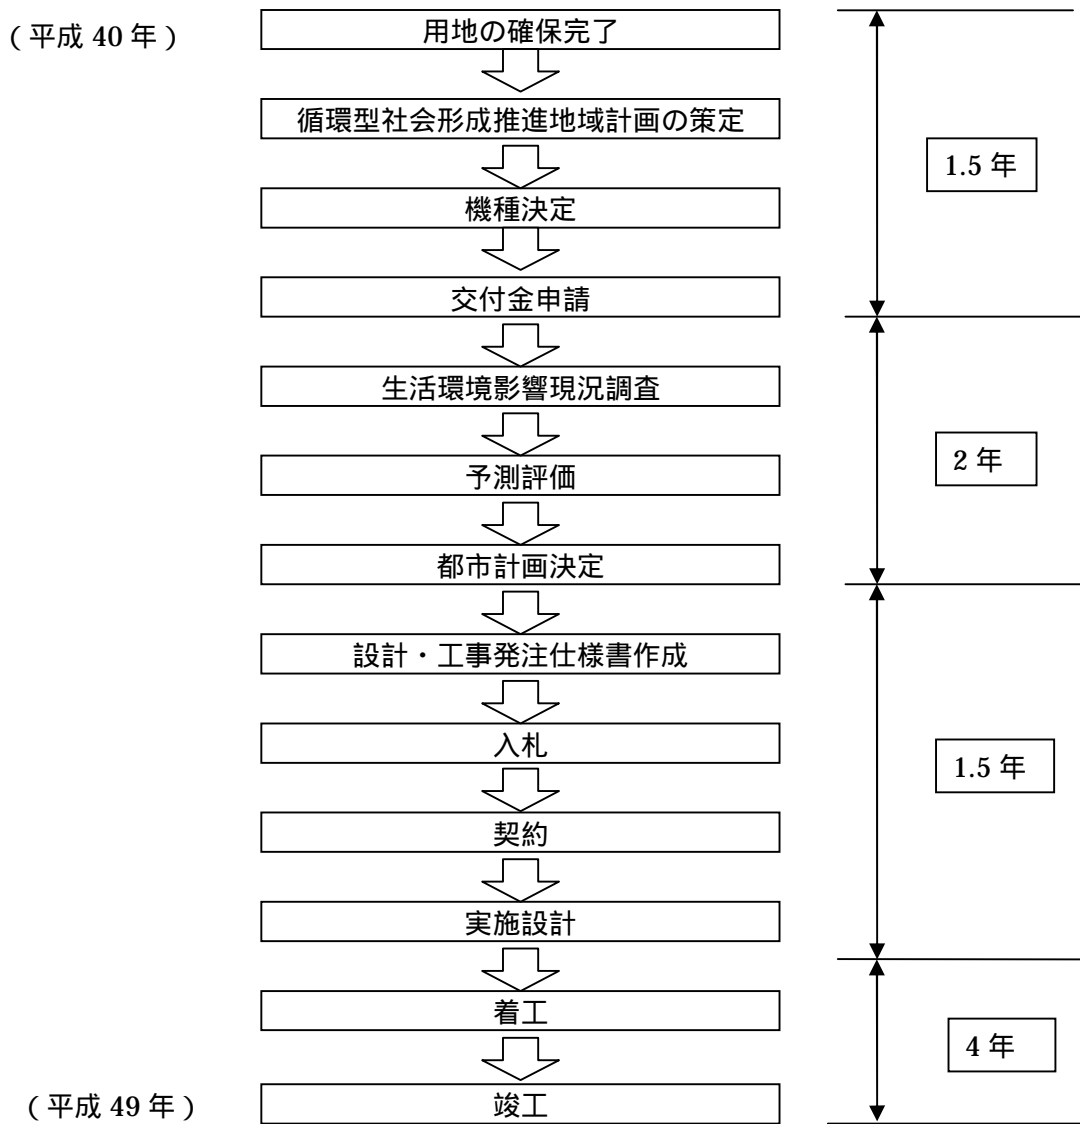 （平成 40 年）
用地の確保完了
循環型社会形成推進地域計画の策定
1.5 年
機種決定
交付金申請
生活環境影響現況調査
2 年
予測評価
都市計画決定
設計・工事発注仕様書作成
入札
1.5 年
契約
実施設計
着工
4 年
（平成 49 年）
竣工